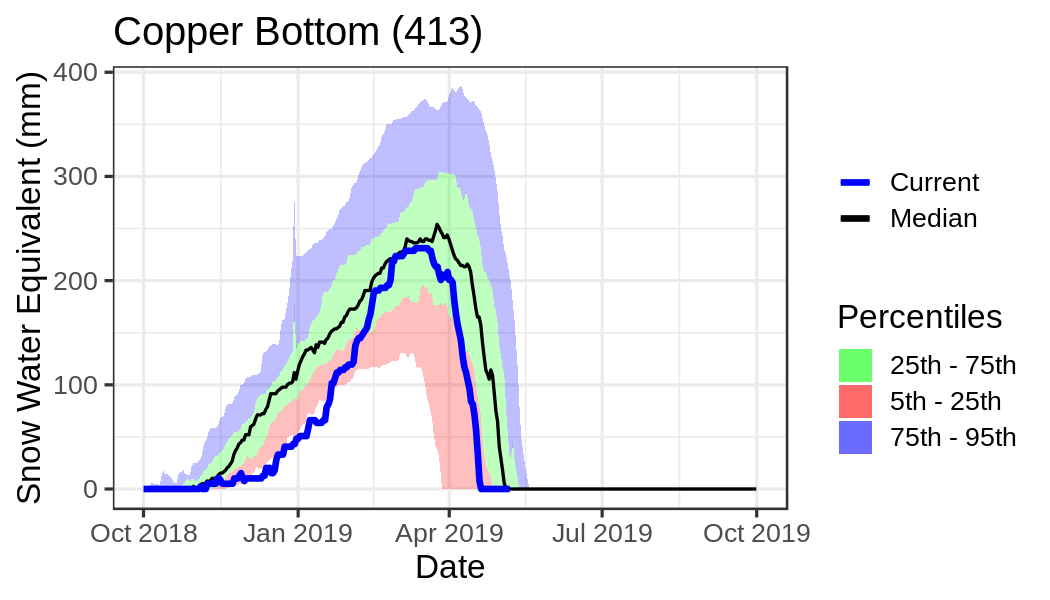 Copper Bottom (413)
Snow Water Equivalent (mm)
400
300
200
100
0
Oct 2018
Jan 2019
Apr 2019
Jul 2019
Oct 2019
Date
Current
Median
Percentiles
25th - 75th
5th - 25th
75th - 95th